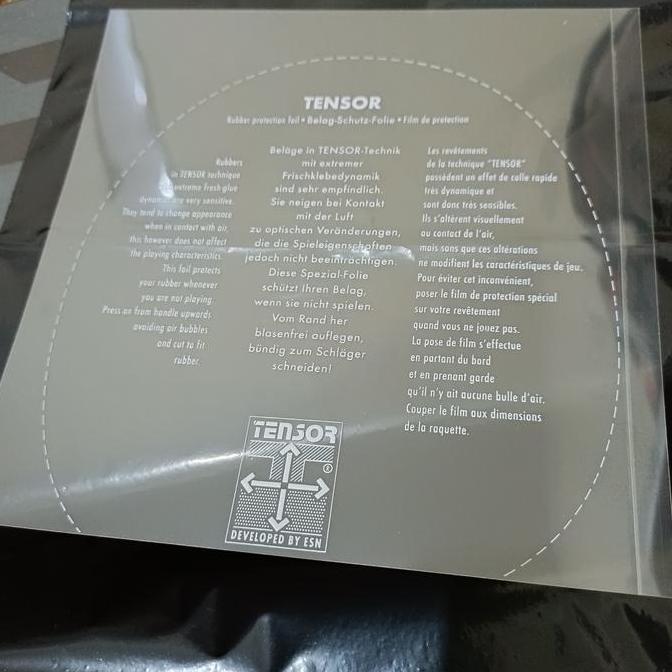 TENSOR
Rubber protection foil • Belag-Schutz-Folie • Film de protection
Rubbers
in TENSOR technique
extreme fresh-glue
dynamic are very sensitive.
They tend to change appearance
when in contact with air,
this however does not affect
the playing characteristics.
This foil protects
your rubber whenever
you are not playing.
Press on from handle upwards
avoiding air bubbles
and cut to fit
rubber.
Beläge in TENSOR-Technik
mit extremer
Frischklebedynamik
sind sehr empfindlich.
Sie neigen bei Kontakt
mit der Luft
zu optischen Veränderungen,
die die Spieleigenschaften
jedoch nicht beeinträchtigen.
Diese Spezial-Folie
schützt Ihren Belag,
wenn sie nicht spielen.
Vom Rand her
blasenfrei auflegen,
bündig zum Schläger
schneiden!
Les revêtements
de la technique "TENSOR"
possèdent un effet de colle rapide
très dynamique et
sont donc très sensibles.
Ils s'altèrent visuellement
au contact de l'air,
mais sans que ces altérations
ne modifient les caractéristiques de jeu.
Pour éviter cet inconvénient,
poser le film de protection spécial
sur votre revêtement
quand vous ne jouez pas.
La pose de film s'effectue
en partant du bord
et en prenant garde
qu'il n'y ait aucune bulle d'air.
Couper le film aux dimensions
de la raquette.
TENSOR
®
DEVELOPED BY ESN